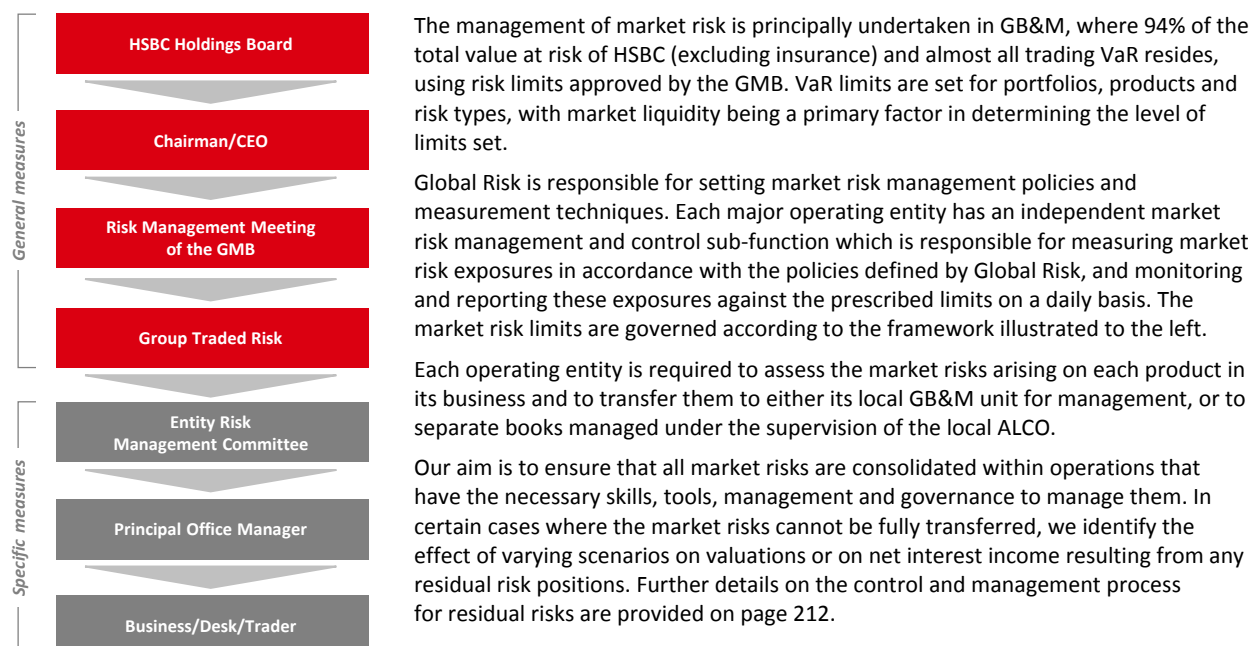 General measures
HSBC Holdings Board
Chairman/CEO
Risk Management Meeting
of the GMB
Group Traded Risk
Specific measures
Entity Risk
Management Committee
Principal Office Manager
Business/Desk/Trader
The management of market risk is principally undertaken in GB&M, where 94% of the
total value at risk of HSBC (excluding insurance) and almost all trading VaR resides,
using risk limits approved by the GMB. VaR limits are set for portfolios, products and
risk types, with market liquidity being a primary factor in determining the level of
limits set.
Global Risk is responsible for setting market risk management policies and
measurement techniques. Each major operating entity has an independent market
risk management and control sub-function which is responsible for measuring market
risk exposures in accordance with the policies defined by Global Risk, and monitoring
and reporting these exposures against the prescribed limits on a daily basis. The
market risk limits are governed according to the framework illustrated to the left.
Each operating entity is required to assess the market risks arising on each product in
its business and to transfer them to either its local GB&M unit for management, or to
separate books managed under the supervision of the local ALCO.
Our aim is to ensure that all market risks are consolidated within operations that
have the necessary skills, tools, management and governance to manage them. In
certain cases where the market risks cannot be fully transferred, we identify the
effect of varying scenarios on valuations or on net interest income resulting from any
residual risk positions. Further details on the control and management process
for residual risks are provided on page 212.